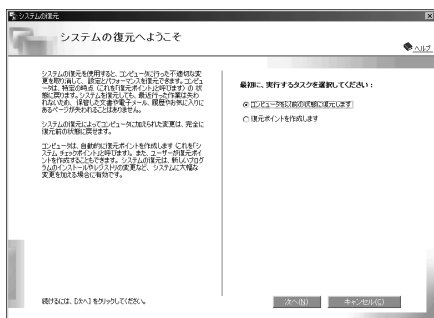 システムの復元
システムの復元へようこそ
ヘルプ
システムの復元を使用すると、コンピュータに行った不適切な変
更を取り消して、設定とパフォーマンスを復元できます。コンピュー
タは、特定の時点 (これを「復元ポイント」と呼びます) の 状
態に戻ります。システムを復元しても、最近行った作業は失わ
れないため、保管した文書や電子メール、履歴やお気に入りに
あるページが失われることはありません。
システムの復元によってコンピュータに加えられた変更は、完全に
復元前の状態に戻せます。
コンピュータは、自動的に復元ポイントを作成します (これを「シ
ステム チェックポイント」と呼びます)。また、ユーザーが復元ポイ
ントを作成することもできます。システムの復元は、新しいプログ
ラムのインストールやレジストリの変更など、システムに大幅な
変更を加える場合に有効です。
最初に、実行するタスクを選択してください:
コンピュータを以前の状態に復元します
復元ポイントを作成します
続けるには、[次へ] をクリックしてください。
次へ(N)
キャンセル(C)